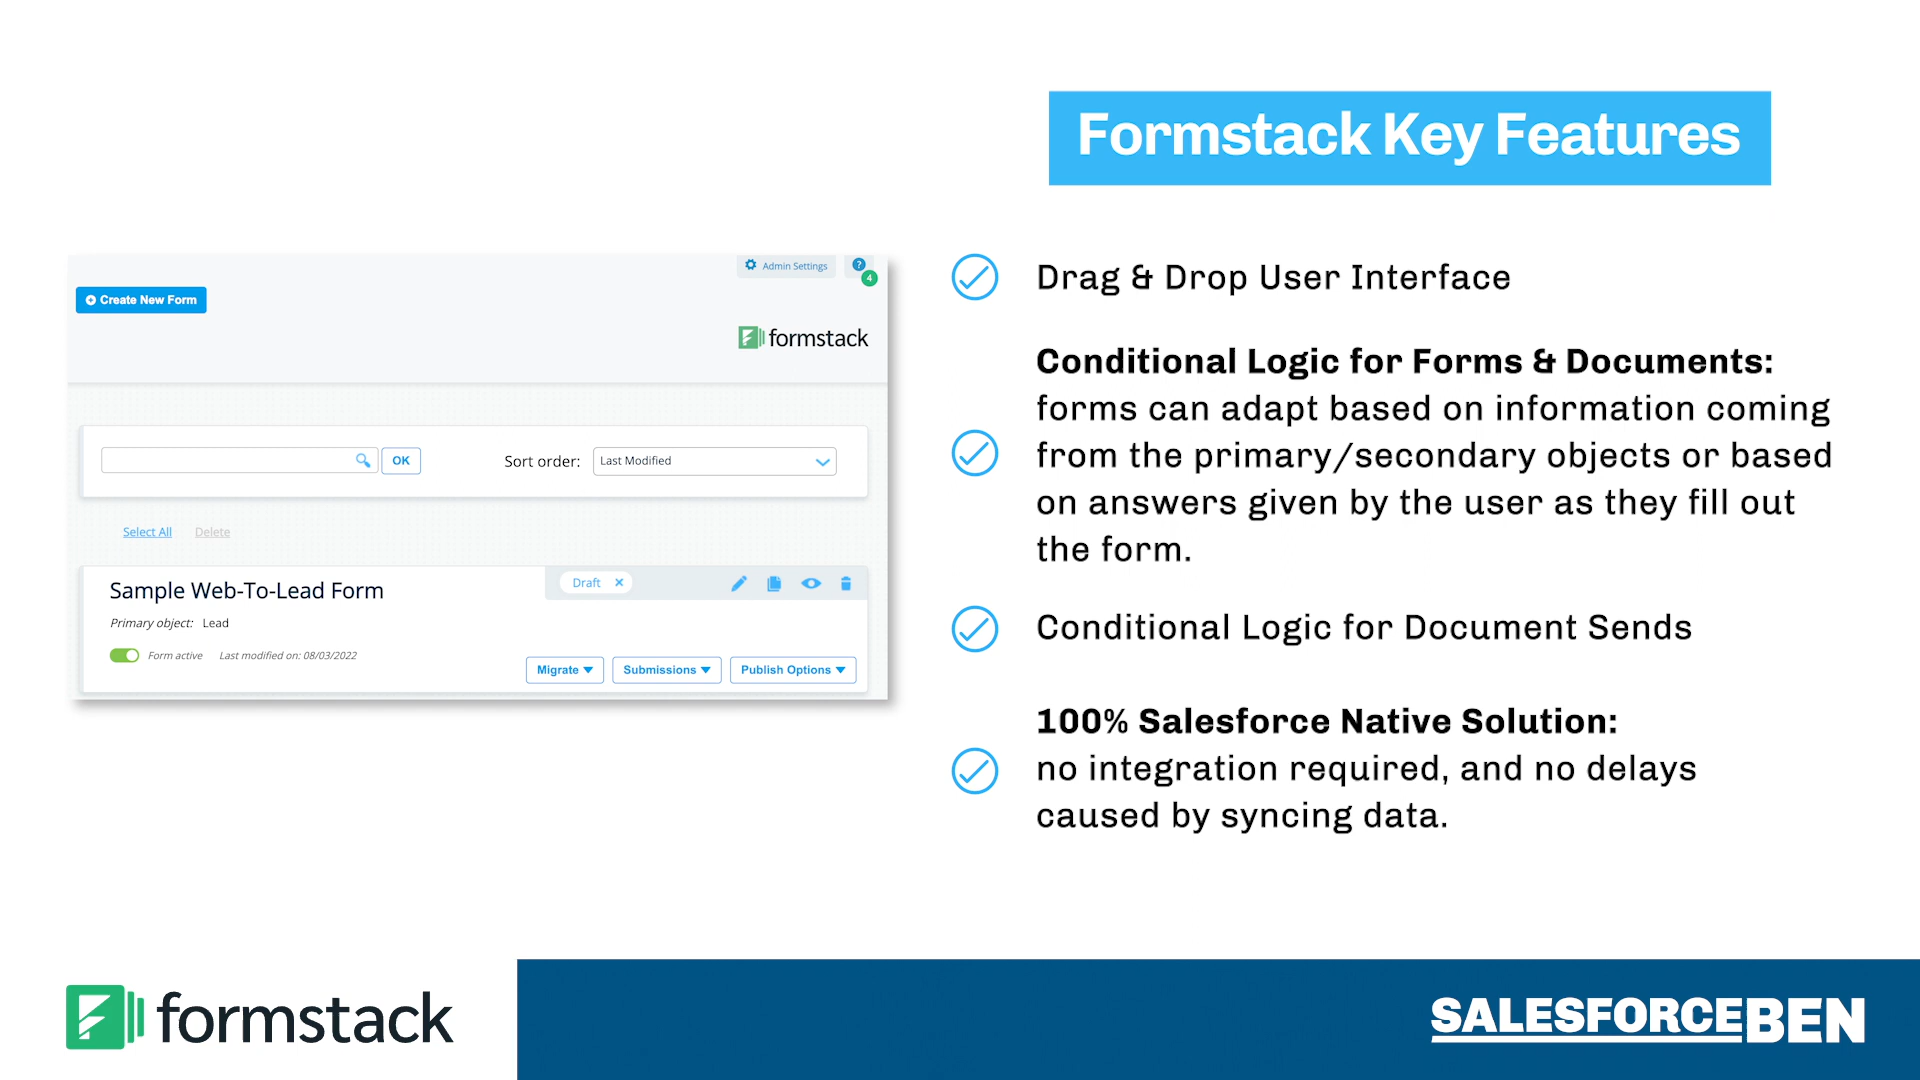 Formstack Key Features
Admin Settings
?
4
Create New Form
formstack
OK
Sort order:
Last Modified
Select All
Delete
Sample Web-To-Lead Form
Draft ×
Primary object: Lead
Form active
Last modified on: 08/03/2022
Migrate
Submissions
Publish Options
Drag & Drop User Interface
Conditional Logic for Forms & Documents:
forms can adapt based on information coming
from the primary/secondary objects or based
on answers given by the user as they fill out
the form.
Conditional Logic for Document Sends
100% Salesforce Native Solution:
no integration required, and no delays
caused by syncing data.
formstack
SALESFORCEBEN